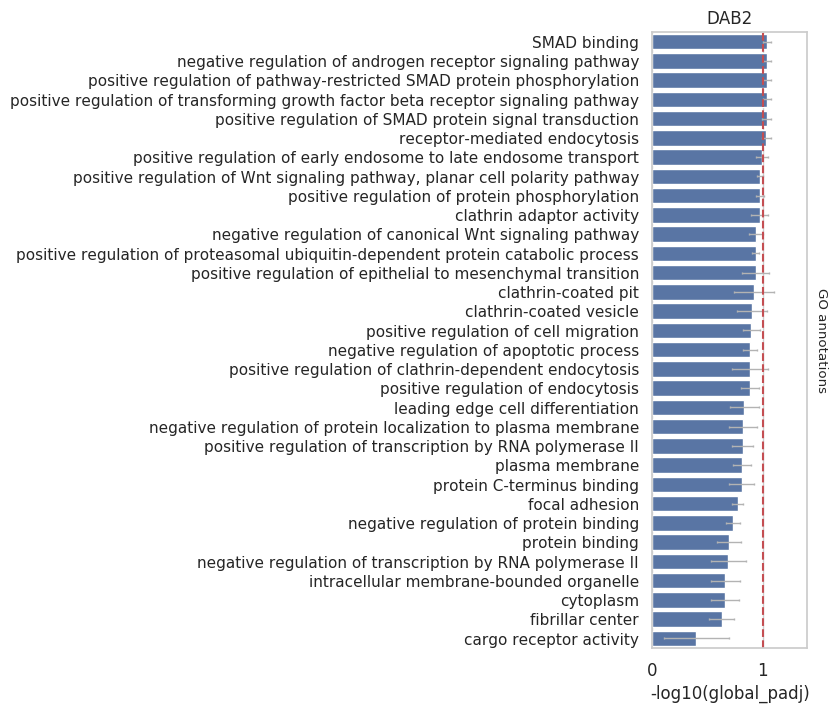 DAB2
SMAD binding
negative regulation of androgen receptor signaling pathway
positive regulation of pathway-restricted SMAD protein phosphorylation
positive regulation of transforming growth factor beta receptor signaling pathway
positive regulation of SMAD protein signal transduction
receptor-mediated endocytosis
positive regulation of early endosome to late endosome transport
positive regulation of Wnt signaling pathway, planar cell polarity pathway
positive regulation of protein phosphorylation
clathrin adaptor activity
negative regulation of canonical Wnt signaling pathway
positive regulation of proteasomal ubiquitin-dependent protein catabolic process
positive regulation of epithelial to mesenchymal transition
clathrin-coated pit
clathrin-coated vesicle
positive regulation of cell migration
negative regulation of apoptotic process
positive regulation of clathrin-dependent endocytosis
positive regulation of endocytosis
leading edge cell differentiation
negative regulation of protein localization to plasma membrane
positive regulation of transcription by RNA polymerase II
plasma membrane
protein C-terminus binding
focal adhesion
negative regulation of protein binding
protein binding
negative regulation of transcription by RNA polymerase II
intracellular membrane-bounded organelle
cytoplasm
fibrillar center
cargo receptor activity
GO annotations
0 1
-log10(global_padj)